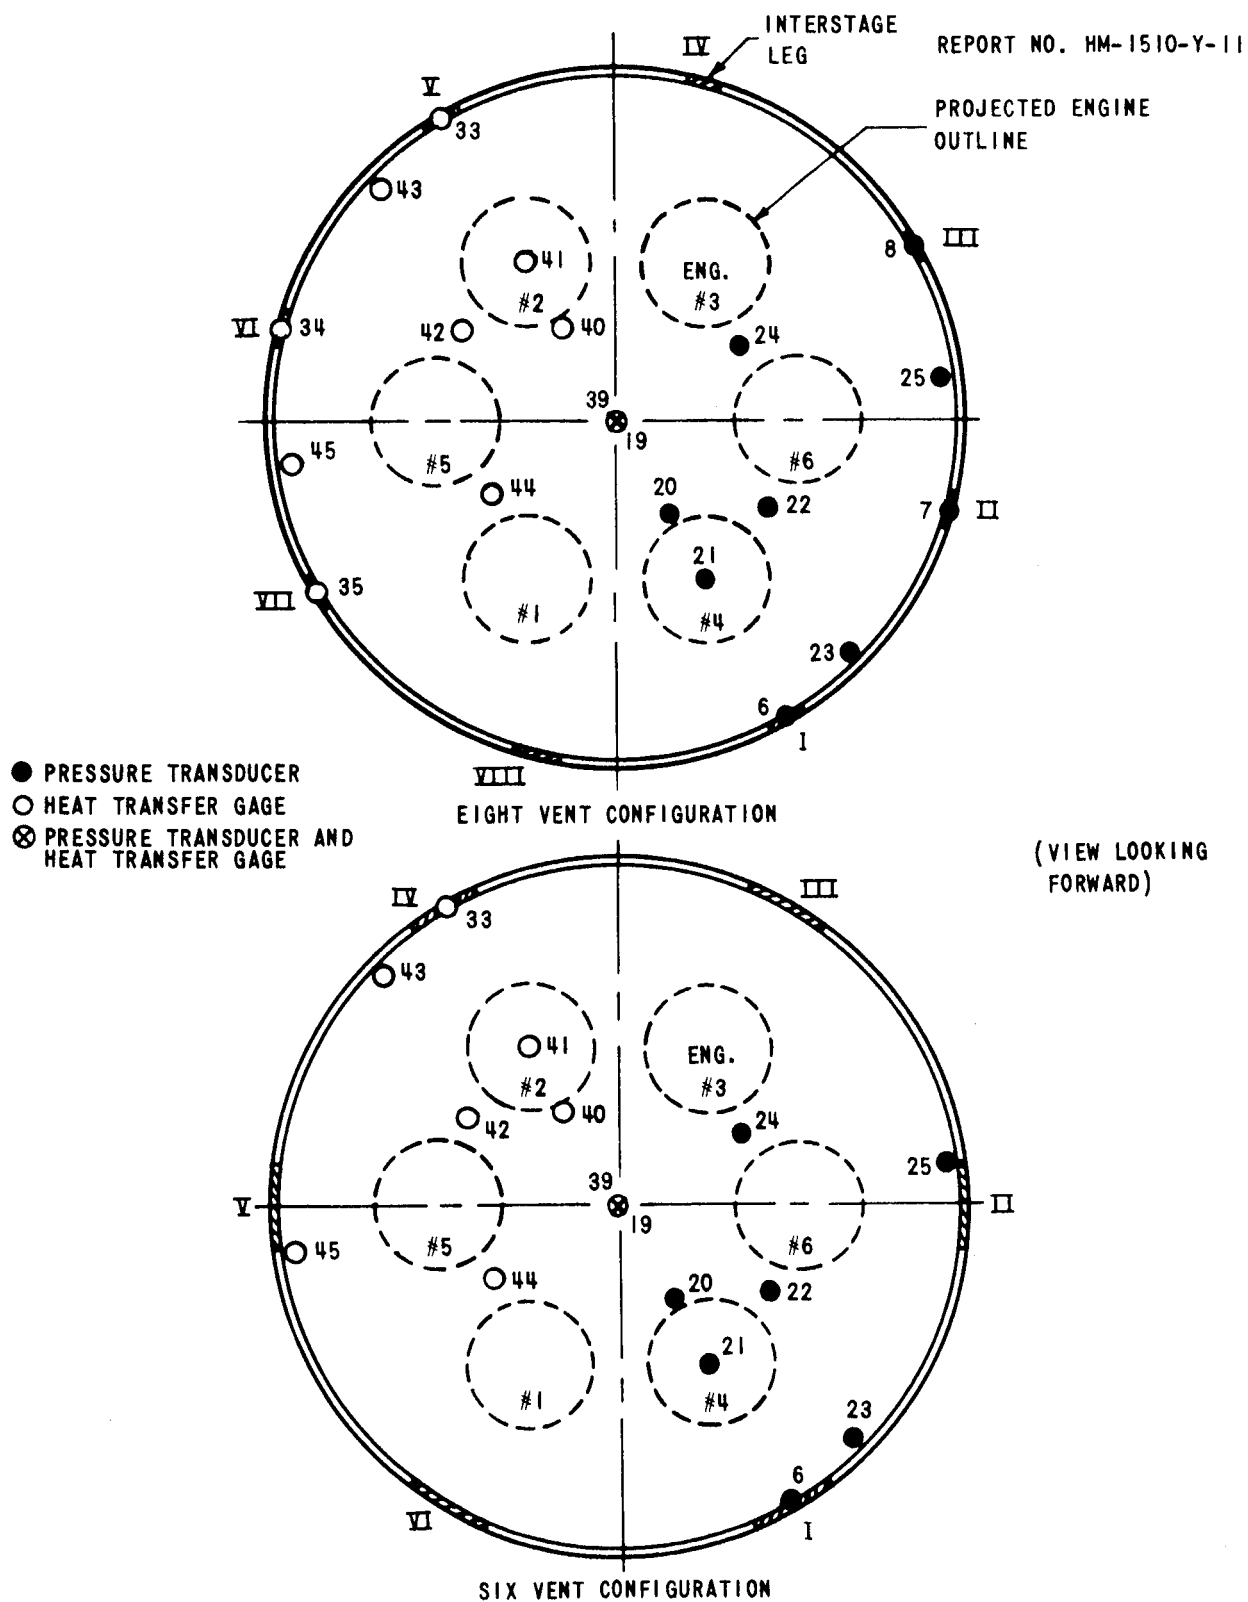 INTERSTAGE
LEG
REPORT NO. HM-1510-Y-11
IV
V
33
PROJECTED ENGINE
OUTLINE
43
8
III
41
#2
ENG.
#3
VI
34
42
40
24
25
39
19
45
#5
#6
44
20
22
7
II
21
VII
35
#1
#4
23
6
I
VIII
PRESSURE TRANSDUCER
HEAT TRANSFER GAGE
PRESSURE TRANSDUCER AND
HEAT TRANSFER GAGE
EIGHT VENT CONFIGURATION
(VIEW LOOKING
FORWARD)
IV
33
III
43
41
#2
ENG.
#3
42
40
24
25
39
19
V
II
45
#5
#6
44
20
22
21
#1
#4
23
6
VI
I
SIX VENT CONFIGURATION